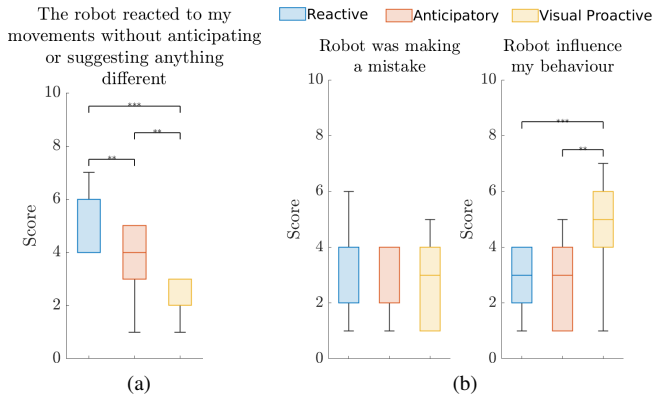 The robot reacted to my
movements without anticipating
or suggesting anything
different
Reactive
Anticipatory
Visual Proactive
Robot was making
a mistake
Robot influence
my behaviour
Score
10
8
6
4
2
0
***
**
**
(a)
Score
10
8
6
4
2
0
Score
10
8
6
4
2
0
***
**
(b)